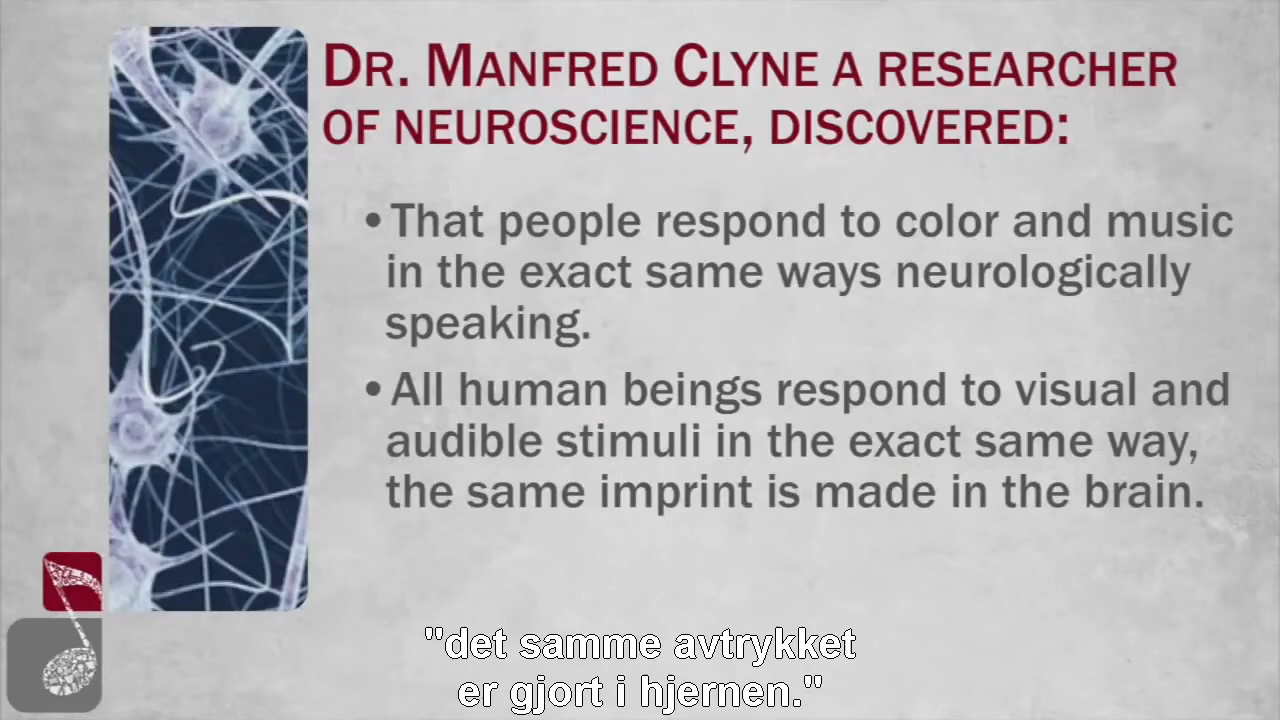 DR. MANFRED CLYNE A RESEARCHER
OF NEUROSCIENCE, DISCOVERED:
•That people respond to color and music
in the exact same ways neurologically
speaking.
•All human beings respond to visual and
audible stimuli in the exact same way,
the same imprint is made in the brain.
"det samme avtrykket
er gjort i hjernen."